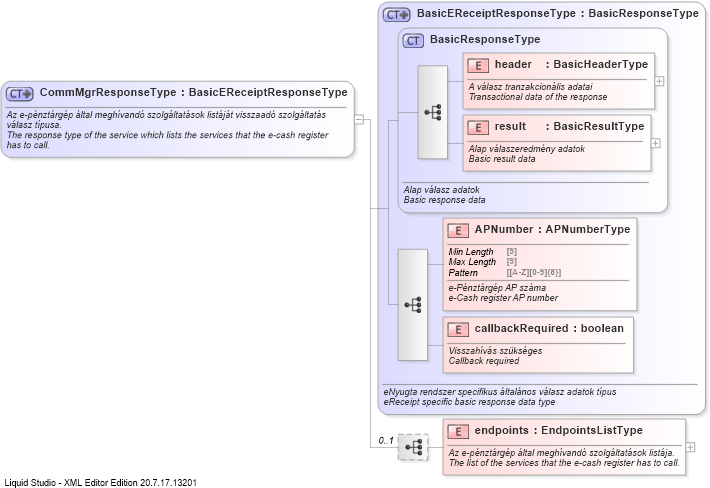 BasicEReceiptResponseType : BasicResponseType
CT+
CT
BasicResponseType
E header : BasicHeaderType
A válasz tranzakcionális adatai
Transactional data of the response
CT+ CommMgrResponseType : BasicEReceiptResponseType
Az e-pénztárgép által meghívandó szolgáltatások listáját visszaadó szolgáltatás
válasz típusa.
The response type of the service which lists the services that the e-cash register
has to call.
E result : BasicResultType
Alap válaszeredmény adatok
Basic result data
Alap válasz adatok
Basic response data
E APNumber : APNumberType
Min Length [9]
Max Length [9]
Pattern [[A-Z][0-9]{8}]
e-Pénztárgép AP száma
e-Cash register AP number
E callbackRequired : boolean
Visszahívás szükséges
Callback required
eNyugta rendszer specifikus általános válasz adatok típus
eReceipt specific basic response data type
0..1
E endpoints : EndpointsListType
Az e-pénztárgép által meghívandó szolgáltatások listája.
The list of the services that the e-cash register has to call.
Liquid Studio - XML Editor Edition 20.7.17.13201